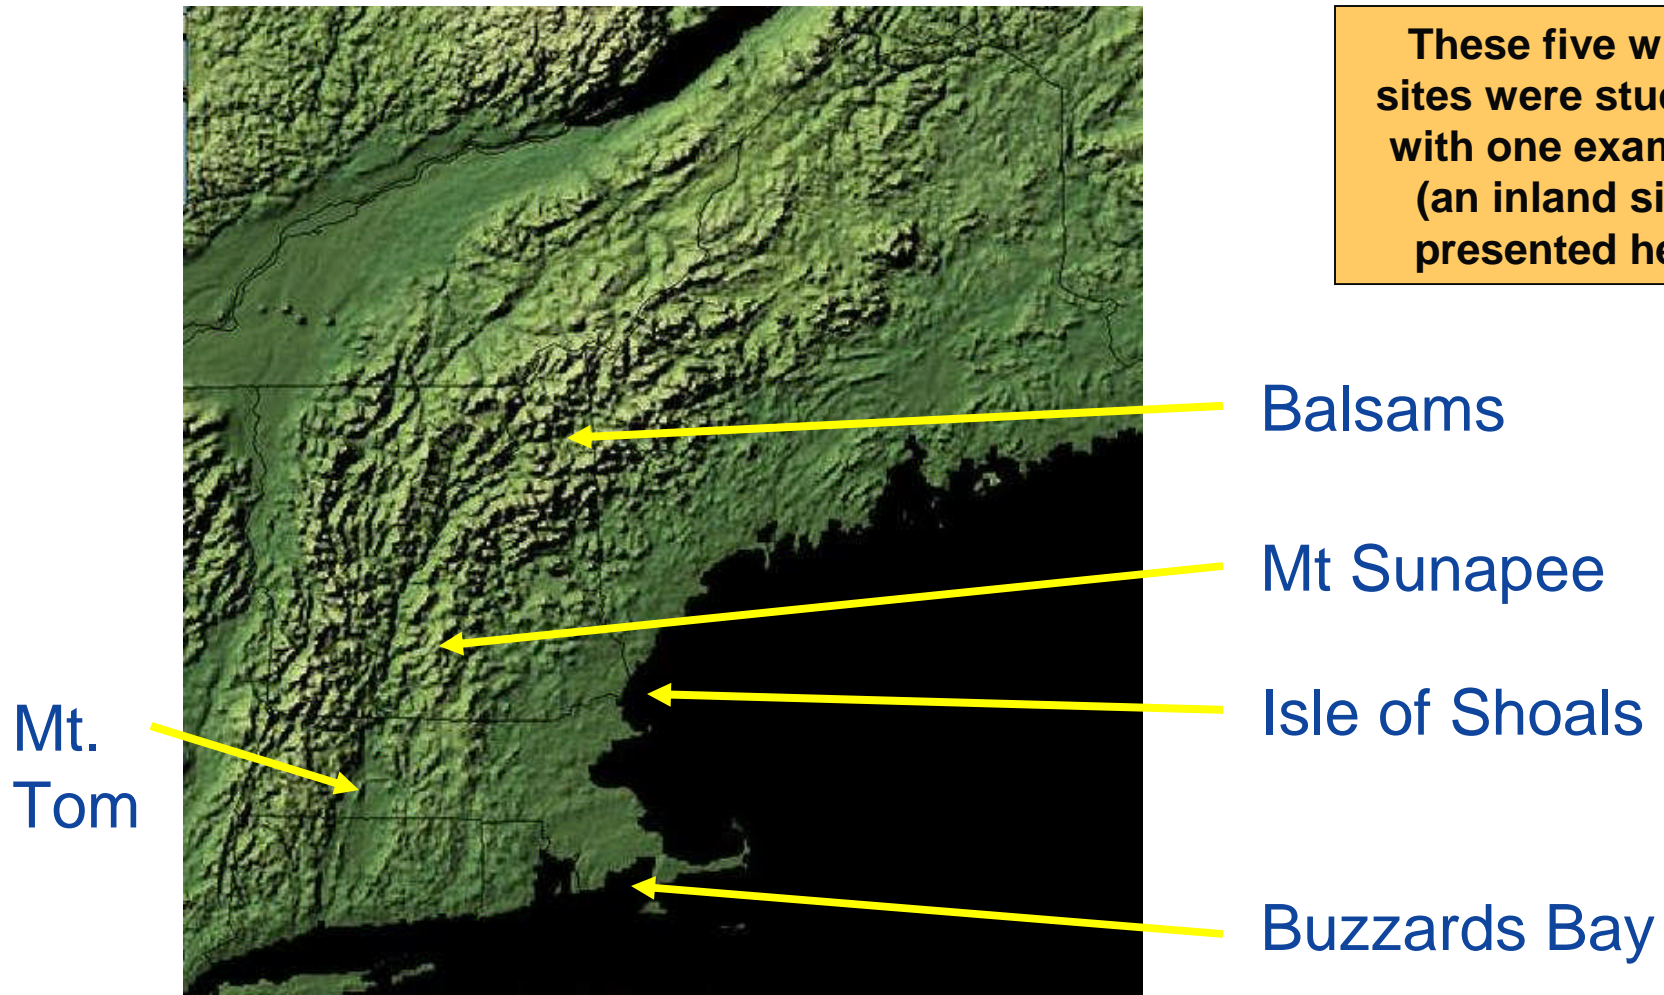 These five w
sites were stu
with one exam
(an inland si
presented he
Balsams
Mt Sunapee
Isle of Shoals
Mt.
Tom
Buzzards Bay